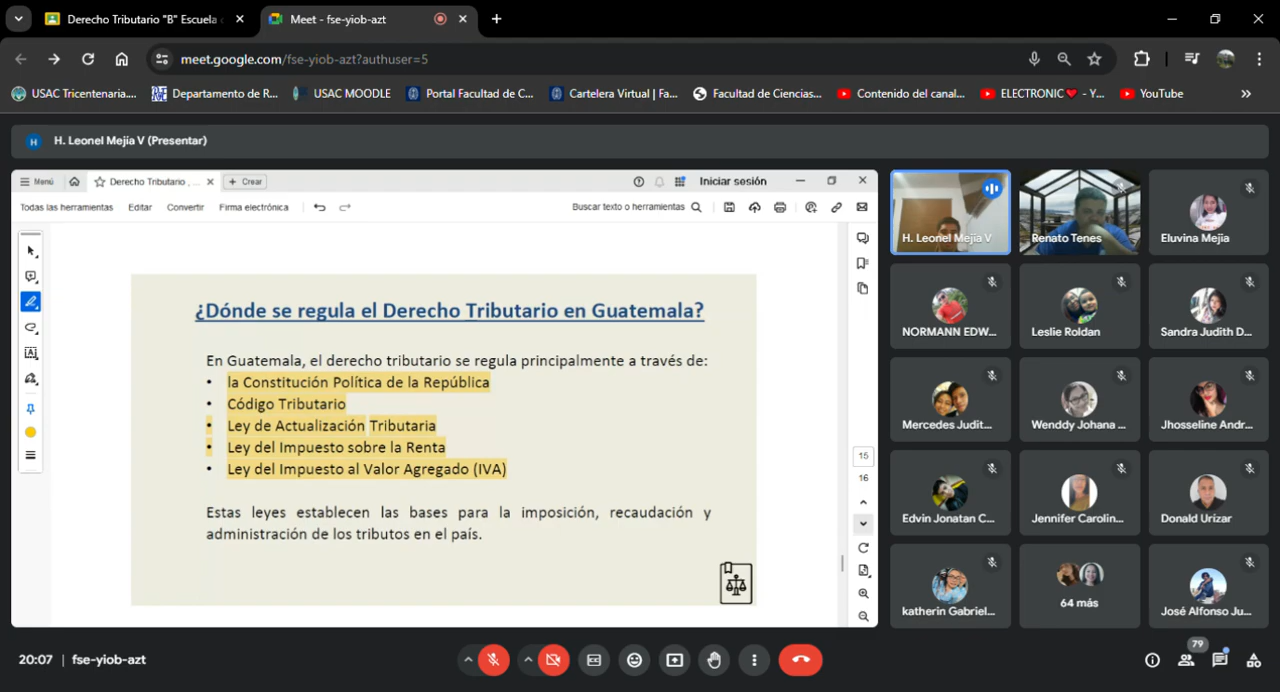 Derecho Tributario "B" Escuela
Meet - fse-yiob-azt
meet.google.com/fse-yiob-azt?authuser=5
USAC Tricentenaria....
Departamento de R...
USAC MOODLE
Portal Facultad de C...
Cartelera Virtual | Fa...
Facultad de Ciencias...
Contenido del canal...
ELECTRONIC❤ - Y...
YouTube
H
H. Leonel Mejía V (Presentar)
Menú
Derecho Tributario , ...
+ Crear
Iniciar sesión
Todas las herramientas
Editar
Convertir
Firma electrónica
Buscar texto o herramientas
¿Dónde se regula el Derecho Tributario en Guatemala?
En Guatemala, el derecho tributario se regula principalmente a través de:
• la Constitución Política de la República
• Código Tributario
• Ley de Actualización Tributaria
• Ley del Impuesto sobre la Renta
• Ley del Impuesto al Valor Agregado (IVA)
Estas leyes establecen las bases para la imposición, recaudación y
administración de los tributos en el país.
15
16
H. Leonel Mejía V
Renato Tenes
Eluvina Mejia
NORMANN EDW...
Leslie Roldan
Sandra Judith D...
Mercedes Judit...
Wenddy Johana ...
Jhosseline Andr...
Edvin Jonatan C...
Jennifer Carolin...
Donald Urizar
katherin Gabriel...
64 más
José Alfonso Ju...
20:07 | fse-yiob-azt
79